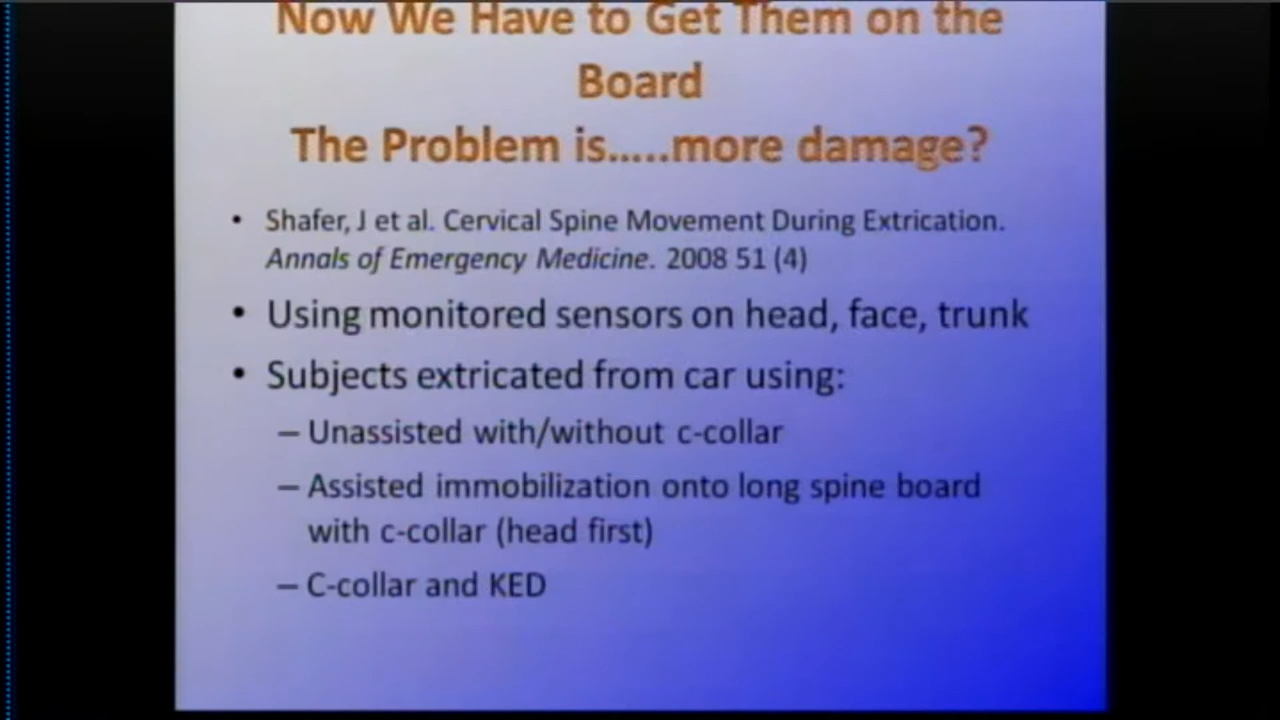 Now We Have to Get Them on the
Board
The Problem is.....more damage?
• Shafer, J et al. Cervical Spine Movement During Extrication.
Annals of Emergency Medicine. 2008 51 (4)
• Using monitored sensors on head, face, trunk
• Subjects extricated from car using:
– Unassisted with/without c-collar
– Assisted immobilization onto long spine board
with c-collar (head first)
– C-collar and KED